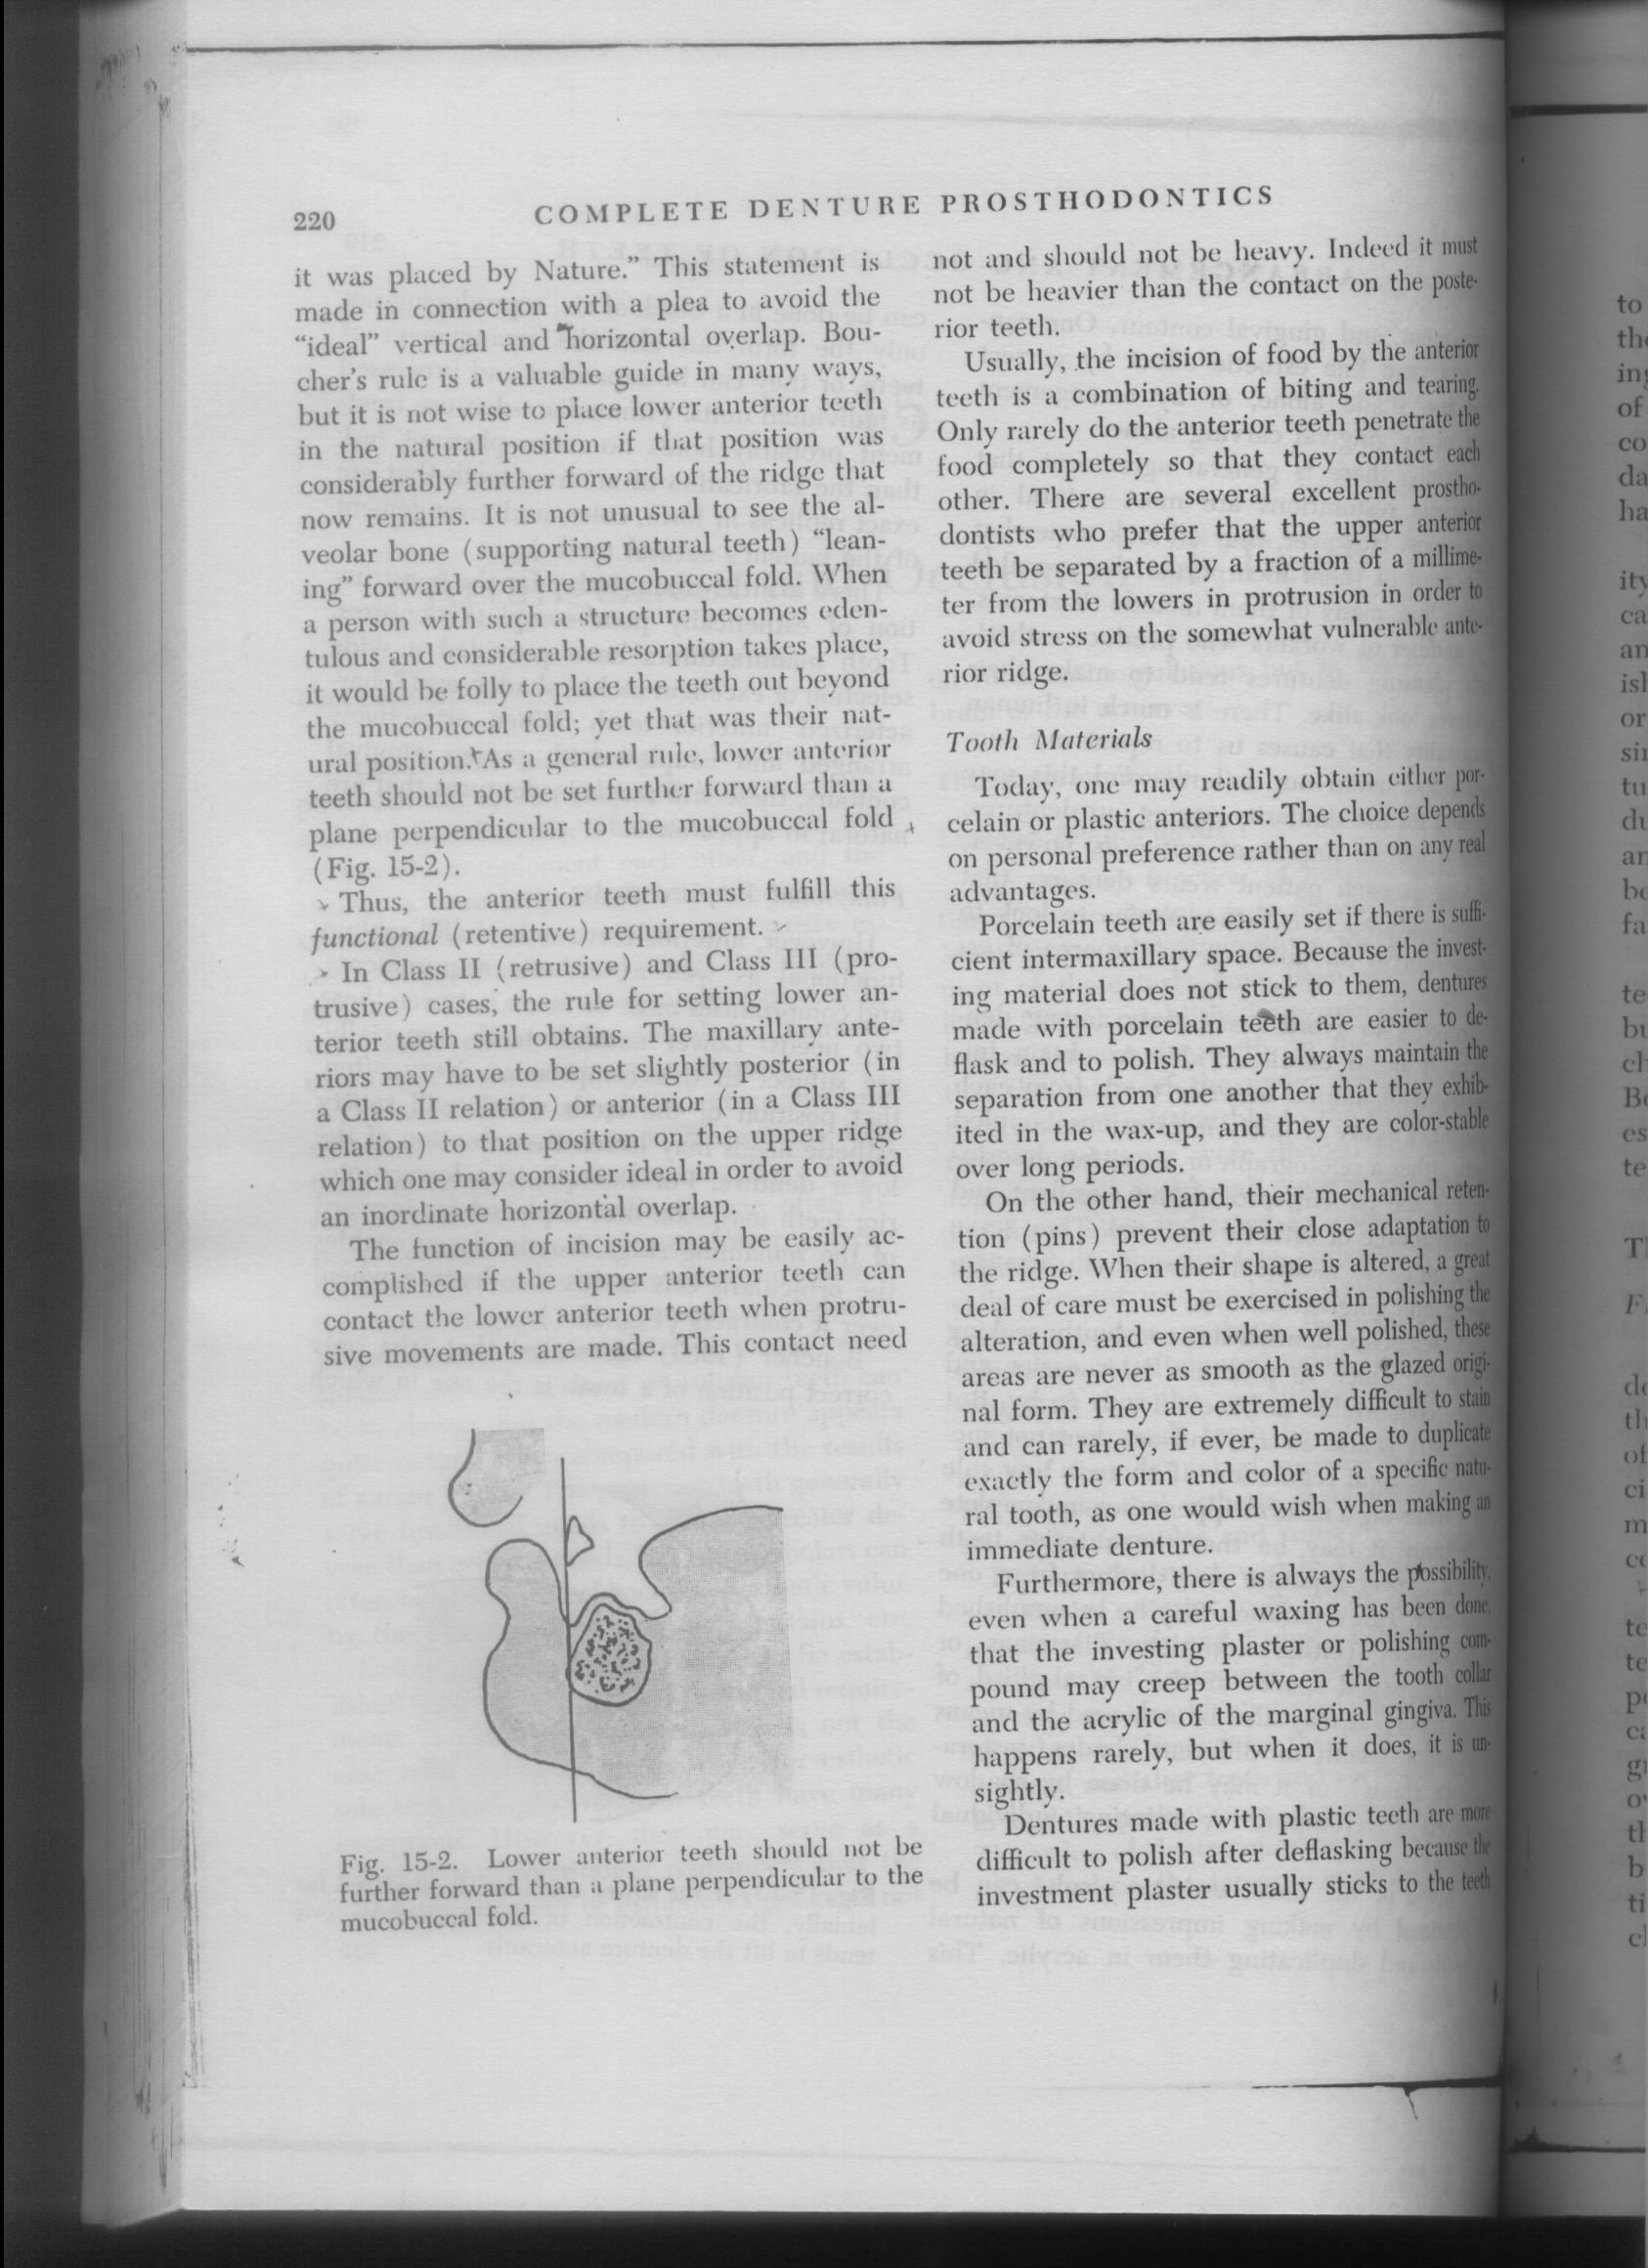 220
COMPLETE DENTURE PROSTHODONTICS
it was placed by Nature.” This statement is
made in connection with a plea to avoid the
“ideal” vertical and horizontal overlap. Bou-
cher’s rule is a valuable guide in many ways,
but it is not wise to place lower anterior teeth
in the natural position if that position was
considerably further forward of the ridge that
now remains. It is not unusual to see the al-
veolar bone (supporting natural teeth) “lean-
ing” forward over the mucobuccal fold. When
a person with such a structure becomes eden-
tulous and considerable resorption takes place,
it would be folly to place the teeth out beyond
the mucobuccal fold; yet that was their nat-
ural position. As a general rule, lower anterior
teeth should not be set further forward than a
plane perpendicular to the mucobuccal fold
(Fig. 15-2).
Thus, the anterior teeth must fulfill this
functional (retentive) requirement.
In Class II (retrusive) and Class III (pro-
trusive) cases, the rule for setting lower an-
terior teeth still obtains. The maxillary ante-
riors may have to be set slightly posterior (in
a Class II relation) or anterior (in a Class III
relation) to that position on the upper ridge
which one may consider ideal in order to avoid
an inordinate horizontal overlap.
The function of incision may be easily ac-
complished if the upper anterior teeth can
contact the lower anterior teeth when protru-
sive movements are made. This contact need
Fig. 15-2. Lower anterior teeth should not be
further forward than a plane perpendicular to the
mucobuccal fold.
not and should not be heavy. Indeed it must
not be heavier than the contact on the poste-
rior teeth.
Usually, the incision of food by the anterior
teeth is a combination of biting and tearing.
Only rarely do the anterior teeth penetrate the
food completely so that they contact each
other. There are several excellent prostho-
dontists who prefer that the upper anterior
teeth be separated by a fraction of a millime-
ter from the lowers in protrusion in order to
avoid stress on the somewhat vulnerable ante-
rior ridge.
Tooth Materials
Today, one may readily obtain either por-
celain or plastic anteriors. The choice depends
on personal preference rather than on any real
advantages.
Porcelain teeth are easily set if there is suffi-
cient intermaxillary space. Because the invest-
ing material does not stick to them, dentures
made with porcelain teeth are easier to de-
flask and to polish. They always maintain the
separation from one another that they exhib-
ited in the wax-up, and they are color-stable
over long periods.
On the other hand, their mechanical reten-
tion (pins) prevent their close adaptation to
the ridge. When their shape is altered, a great
deal of care must be exercised in polishing the
alteration, and even when well polished, these
areas are never as smooth as the glazed origi-
nal form. They are extremely difficult to stain
and can rarely, if ever, be made to duplicate
exactly the form and color of a specific natu-
ral tooth, as one would wish when making an
immediate denture.
Furthermore, there is always the possibility,
even when a careful waxing has been done,
that the investing plaster or polishing com-
pound may creep between the tooth collar
and the acrylic of the marginal gingiva. This
happens rarely, but when it does, it is un-
sightly.
Dentures made with plastic teeth are more
difficult to polish after deflasking because the
investment plaster usually sticks to the teeth